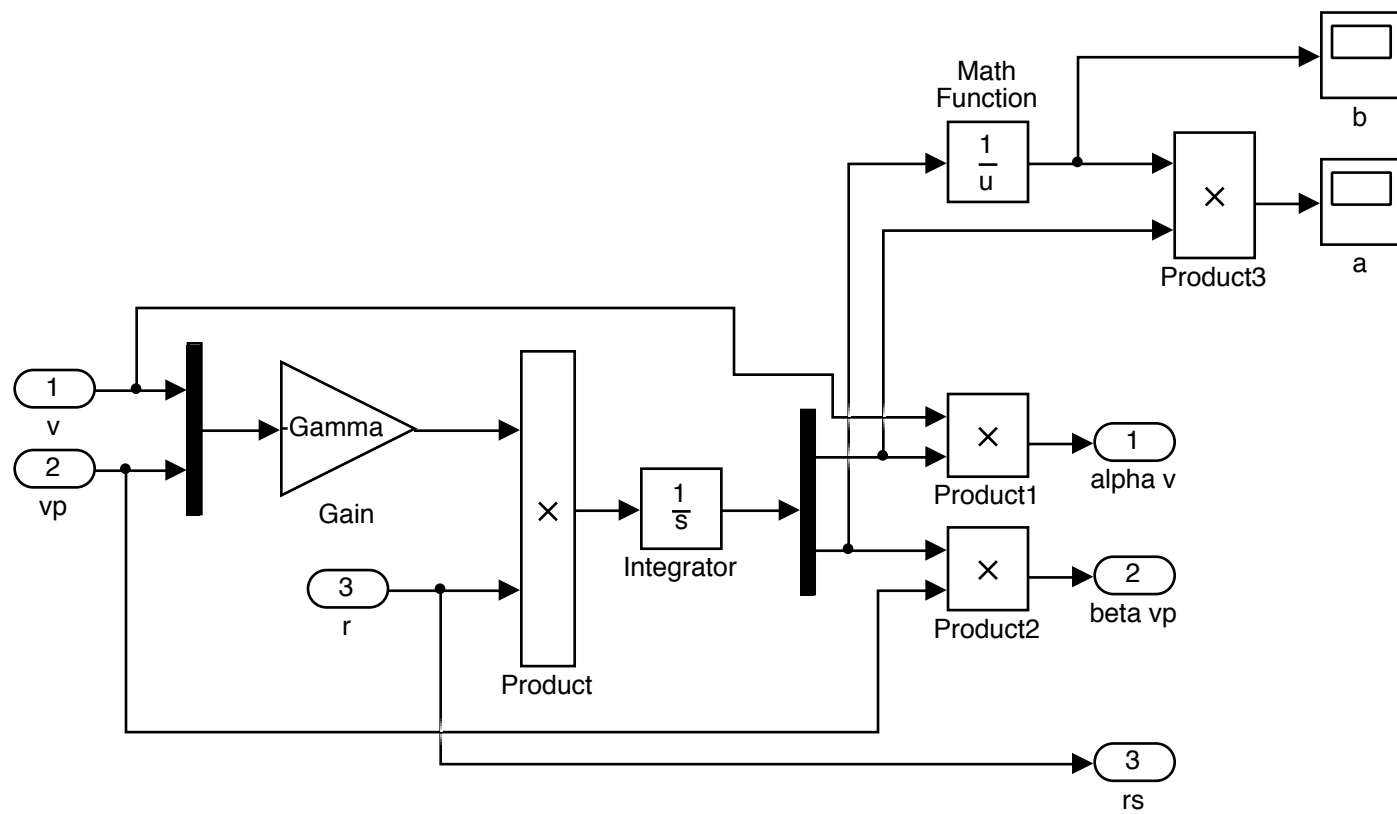 Math
Function
1
u
b
×
Product3
a
1
v
2
vp
-Gamma
Gain
3
r
×
Product
1
s
Integrator
×
Product1
1
alpha v
×
Product2
2
beta vp
3
rs